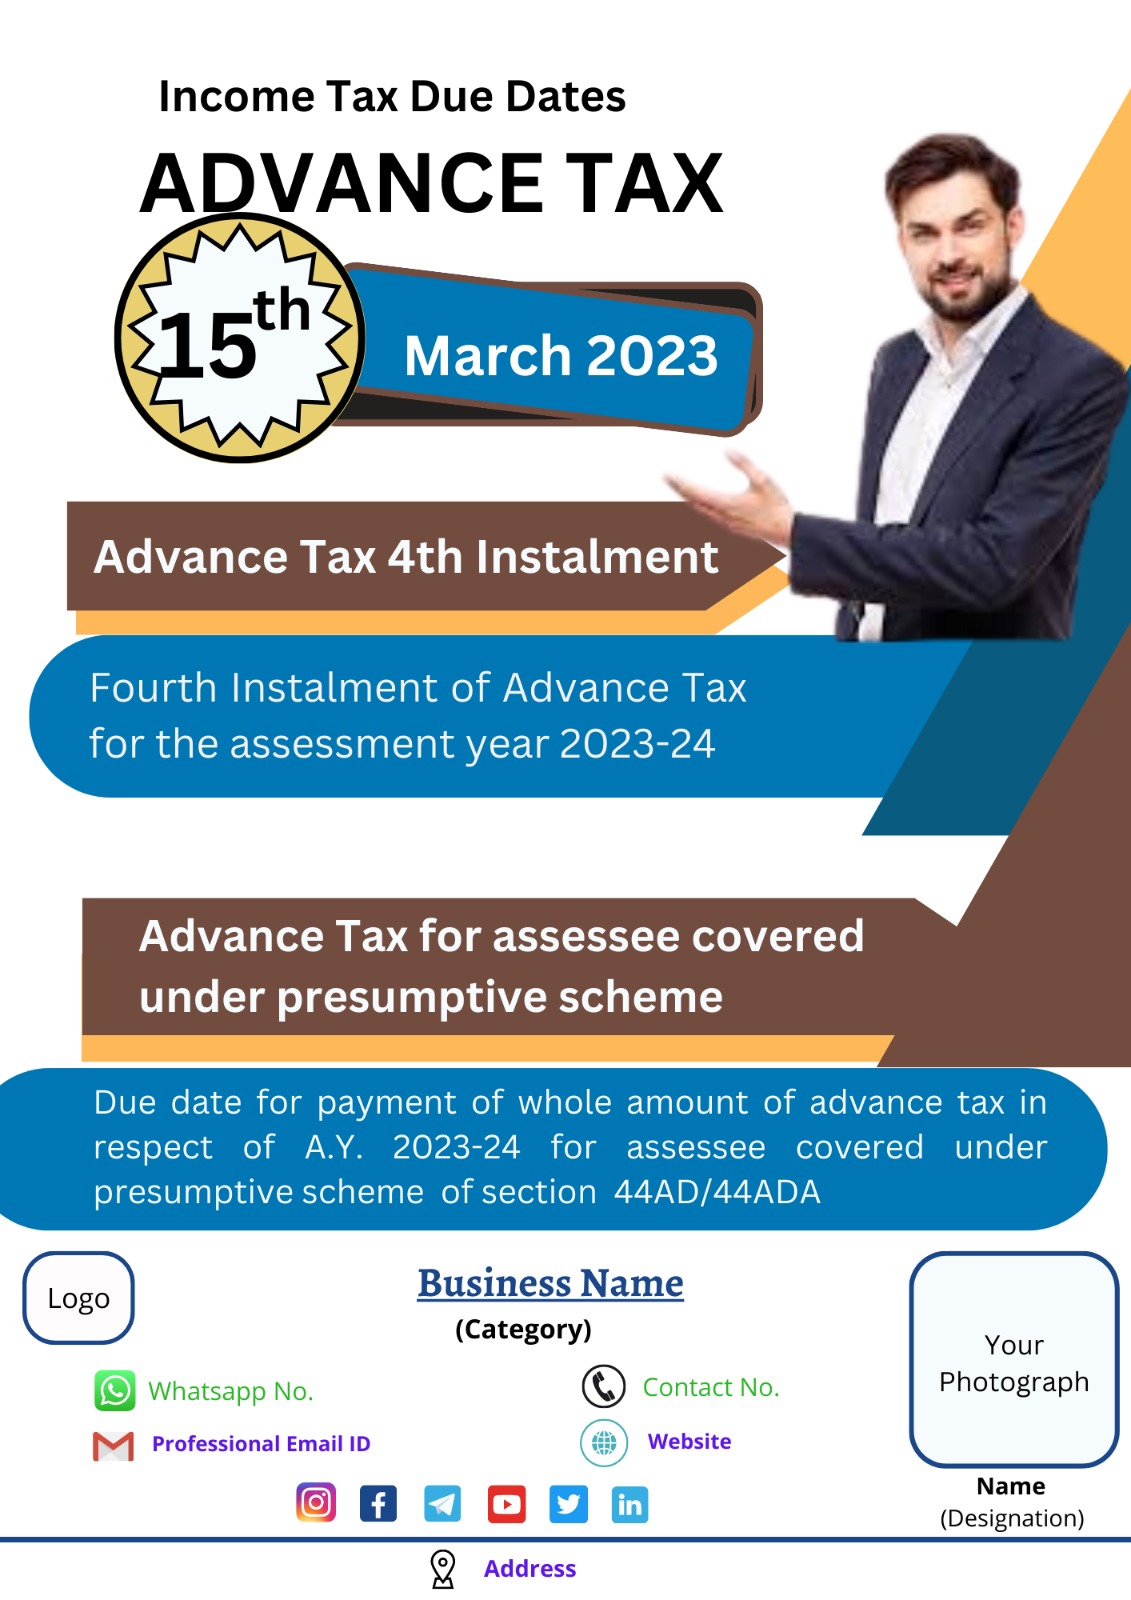 Income Tax Due Dates
ADVANCE TAX
15th
March 2023
Advance Tax 4th Instalment
Fourth Instalment of Advance Tax
for the assessment year 2023-24
Advance Tax for assessee covered
under presumptive scheme
Due date for payment of whole amount of advance tax in
respect of A.Y. 2023-24 for assessee covered under
presumptive scheme of section 44AD/44ADA
Logo
Business Name
(Category)
Your
Photograph
Whatsapp No.
Contact No.
Professional Email ID
Website
Name
(Designation)
Address